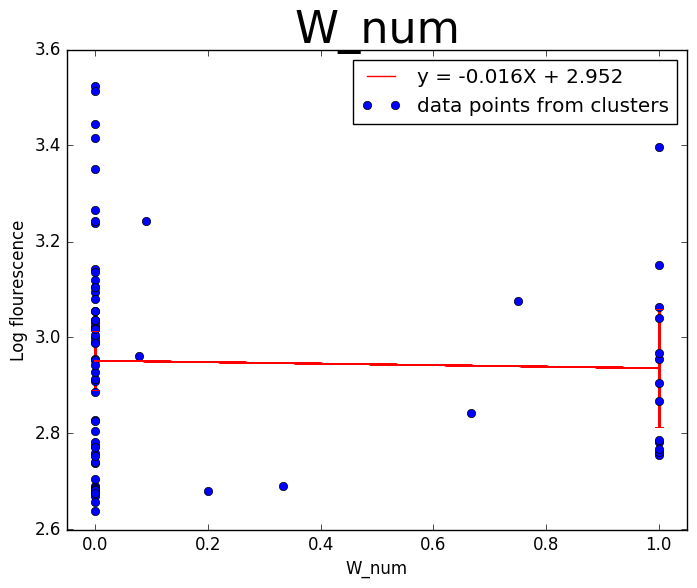 W_num
y = -0.016X + 2.952
data points from clusters
Log flourescence
3.6
3.4
3.2
3.0
2.8
2.6
0.0 0.2 0.4 0.6 0.8 1.0
W_num